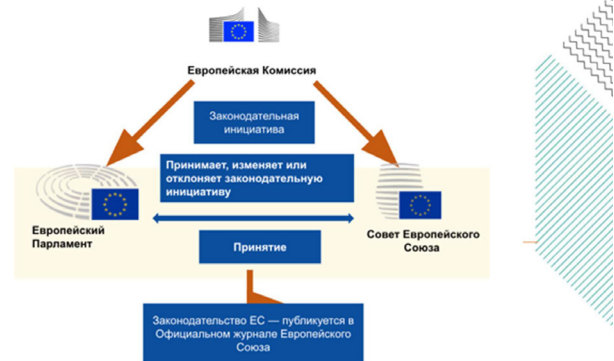 Европейская Комиссия
Законодательная
инициатива
Принимает, изменяет или
отклоняет законодательную
инициативу
Европейский
Парламент
Совет Европейского
Союза
Принятие
Законодательство ЕС — публикуется в
Официальном журнале Европейского
Союза